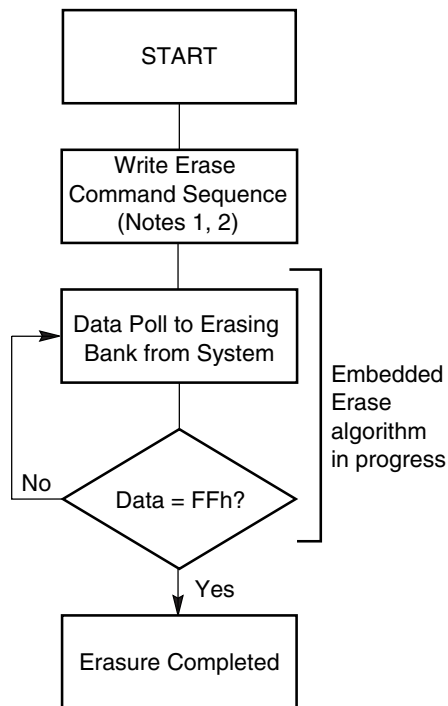 START
Write Erase
Command Sequence
(Notes 1, 2)
Data Poll to Erasing
Bank from System
Embedded
Erase
algorithm
in progress
No
Data = FFh?
Yes
Erasure Completed